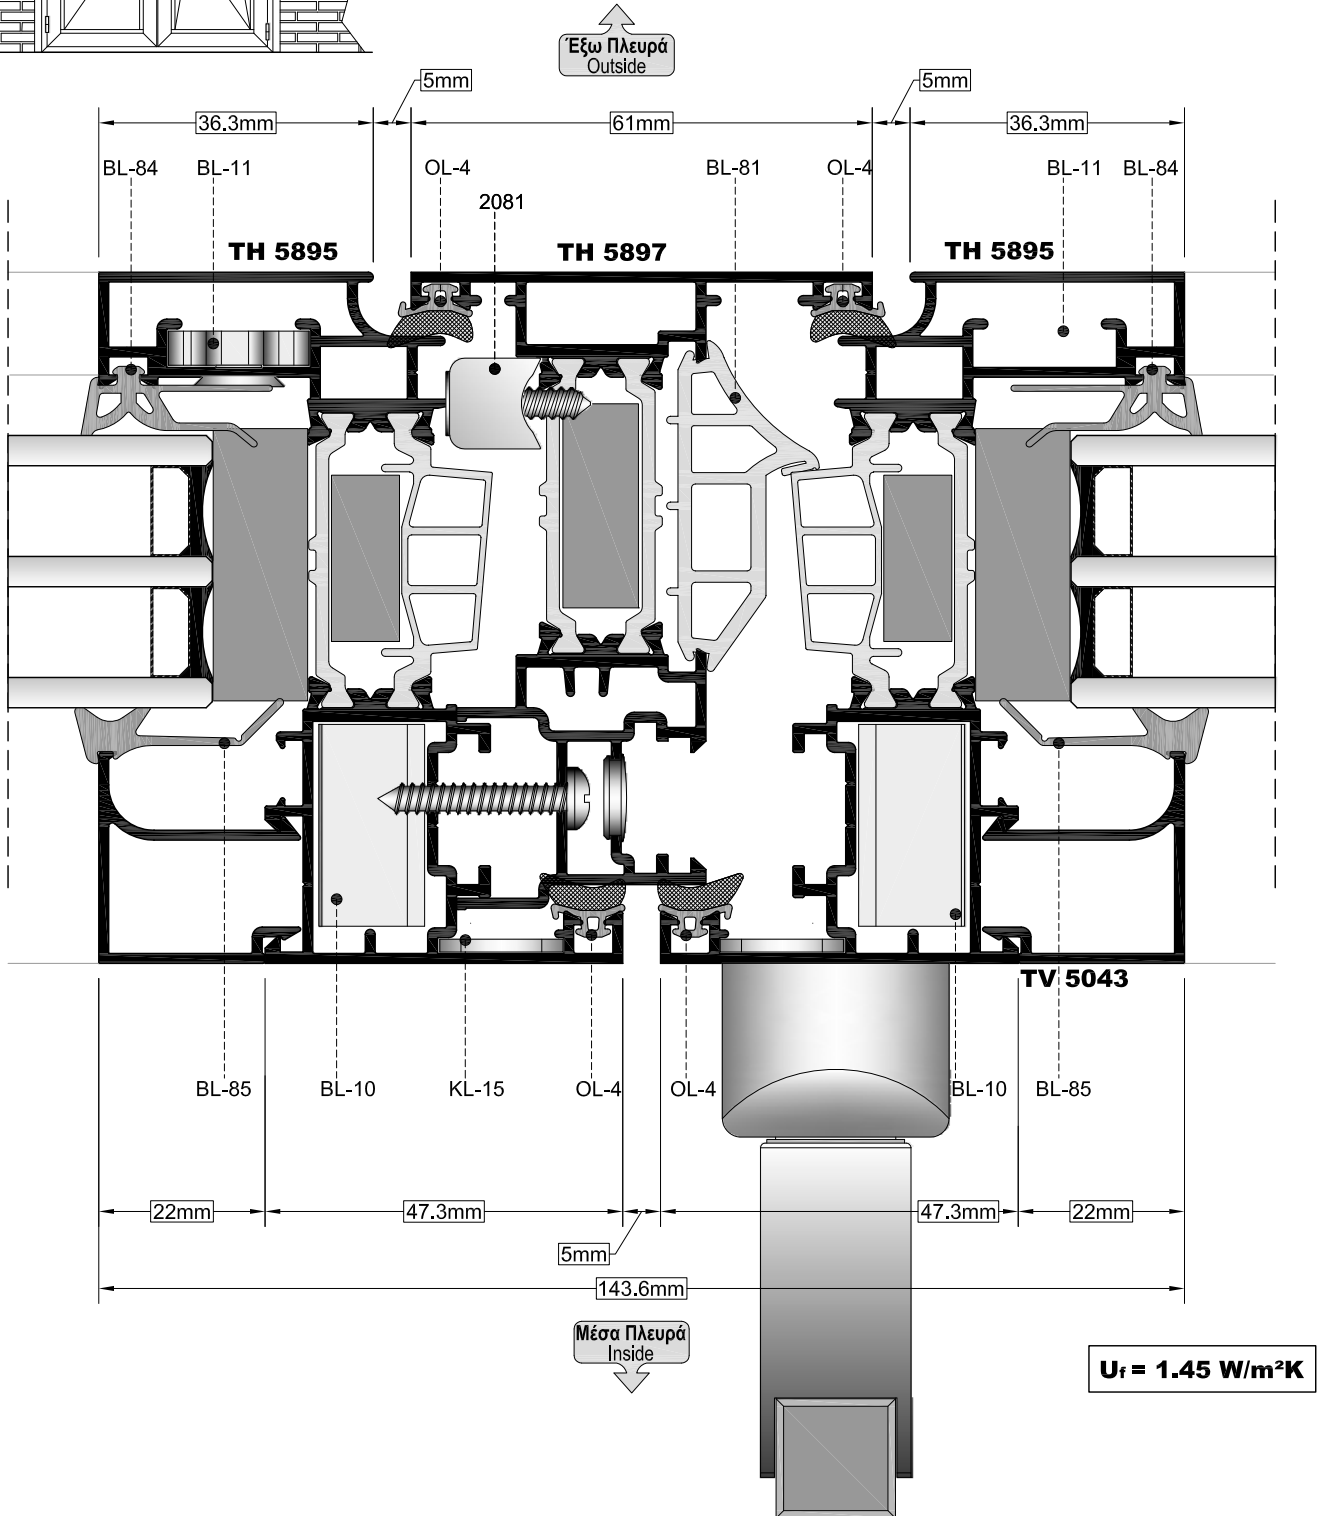 Έξω Πλευρά
Outside
5mm
5mm
36.3mm
61mm
36.3mm
BL-84
BL-11
OL-4
BL-81
OL-4
BL-11
BL-84
2081
TH 5895
TH 5897
TH 5895
TV 5043
BL-85
BL-10
KL-15
OL-4
OL-4
BL-10
BL-85
22mm
47.3mm
47.3mm
22mm
5mm
143.6mm
Μέσα Πλευρά
Inside
Uf = 1.45 W/m²K